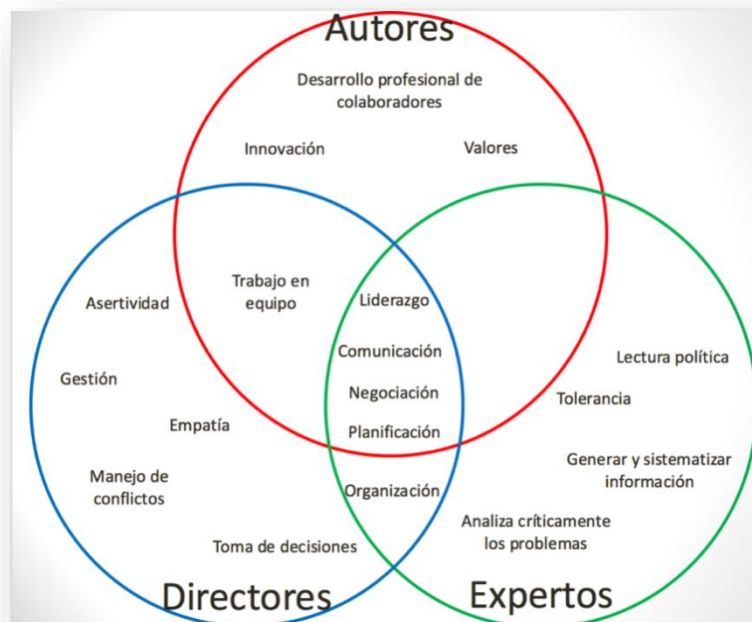 Autores
Desarrollo profesional de
colaboradores
Innovación
Valores
Trabajo en
equipo
Asertividad
Liderazgo
Comunicación
Lectura política
Gestión
Negociación
Tolerancia
Empatía
Planificación
Generar y sistematizar
información
Manejo de
conflictos
Organización
Analiza críticamente
los problemas
Toma de decisiones
Directores
Expertos